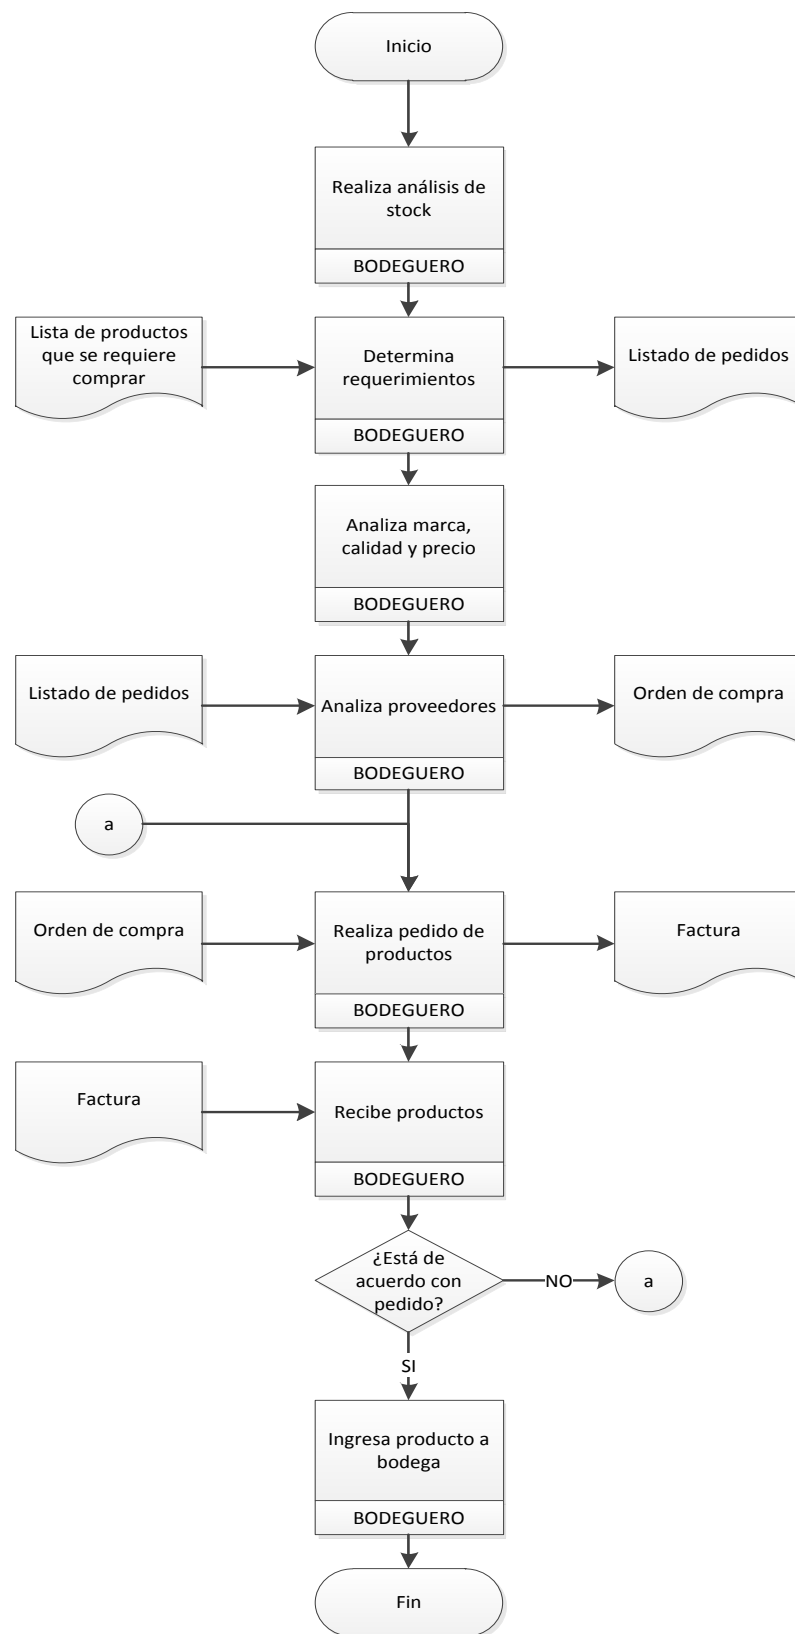 Inicio
Realiza análisis de
stock
BODEGUERO
Lista de productos
que se requiere
comprar
Determina
requerimientos
BODEGUERO
Listado de pedidos
Analiza marca,
calidad y precio
BODEGUERO
Listado de pedidos
Analiza proveedores
BODEGUERO
Orden de compra
a
Orden de compra
Realiza pedido de
productos
BODEGUERO
Factura
Factura
Recibe productos
BODEGUERO
¿Está de
acuerdo con
pedido?
NO
a
SI
Ingresa producto a
bodega
BODEGUERO
Fin